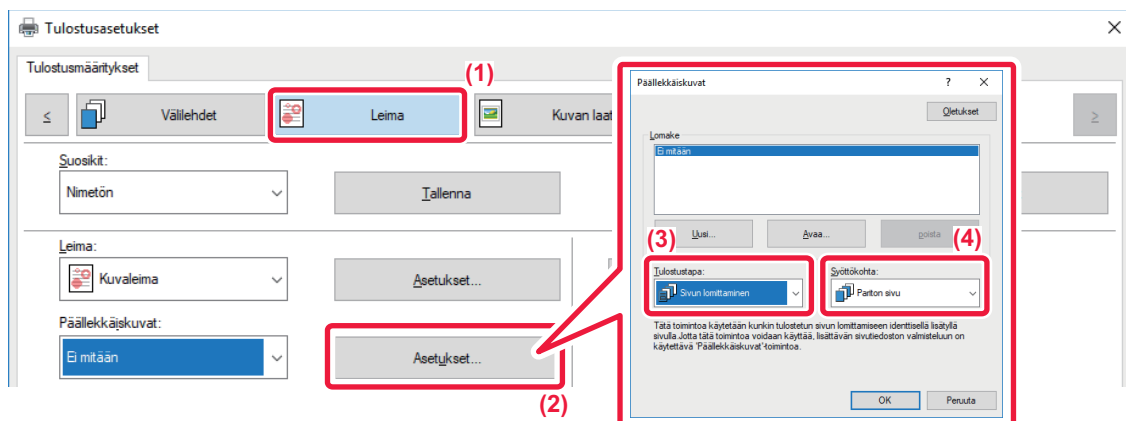 Tulostusasetukset
Tulostusmääritykset
(1)
≤
Välilehdet
Leima
Kuvan laat
≥
Suosikit:
Nimetön
Tallenna
Leima:
Kuvaleima
Asetukset...
Päällekkäiskuvat:
Ei mitään
Asetukset...
(2)
Päällekkäiskuvat
?
Oletukset
Lomake
Ei mitään
Uusi...
Avaa...
poista
(3)
(4)
Tulostustapa:
Syöttökohta:
Sivun lomittaminen
Pariton sivu
Tätä toimintoa käytetään kunkin tulostetun sivun lomittamiseen identtisellä lisätyllä
sivulla.Jotta tätä toimintoa voidaan käyttää, lisättävän sivutiedoston valmisteluun on
käytettävä 'Päällekkäiskuvat'-toimintoa.
OK
Peruuta